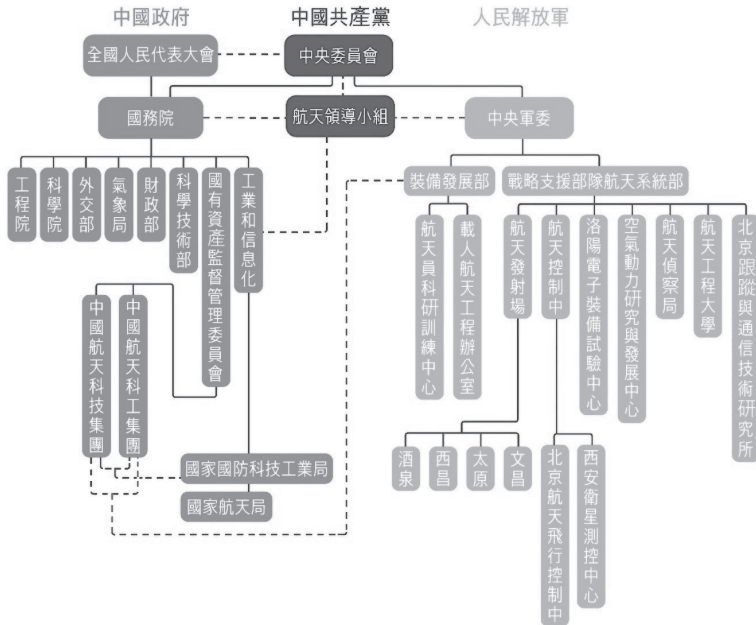 中國政府
中國共產黨
人民解放軍
全國人民代表大會
中央委員會
國務院
航天領導小組
中央軍委
工程院
科學院
外交部
氣象局
財政部
科學技術部
國有資產監督管理委員會
工業和信息化
裝備發展部
戰略支援部隊航天系統部
航天員科研訓練中心
載人航天工程辦公室
航天發射場
航天控制中
洛陽電子裝備試驗中心
空氣動力研究與發展中心
航天偵察局
航天工程大學
北京跟蹤與通信技術研究所
中國航天科技集團
中國航天科工集團
國家國防科技工業局
國家航天局
酒泉
西昌
太原
文昌
北京航天飛行控制中
西安衛星測控中心